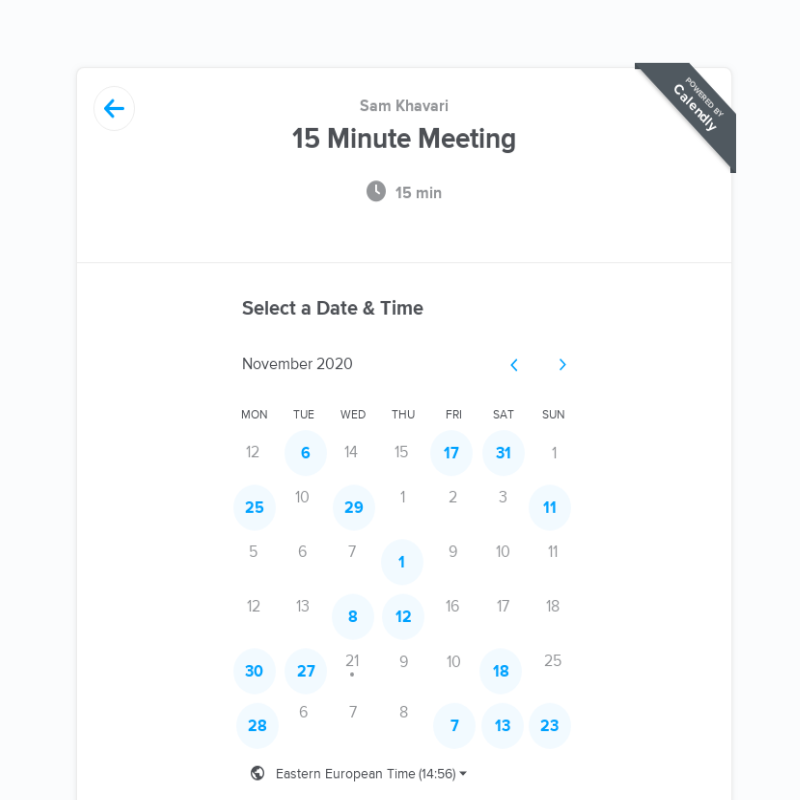 POWERED BY
Calendly
Sam Khavari
15 Minute Meeting
15 min
Select a Date & Time
November 2020
MON TUE WED THU FRI SAT SUN
12 6 14 15 17 31 1
25 10 29 1 2 3 11
5 6 7 1 9 10 11
12 13 8 12 16 17 18
30 27 21 9 10 18 25
28 6 7 8 7 13 23
Eastern European Time (14:56)